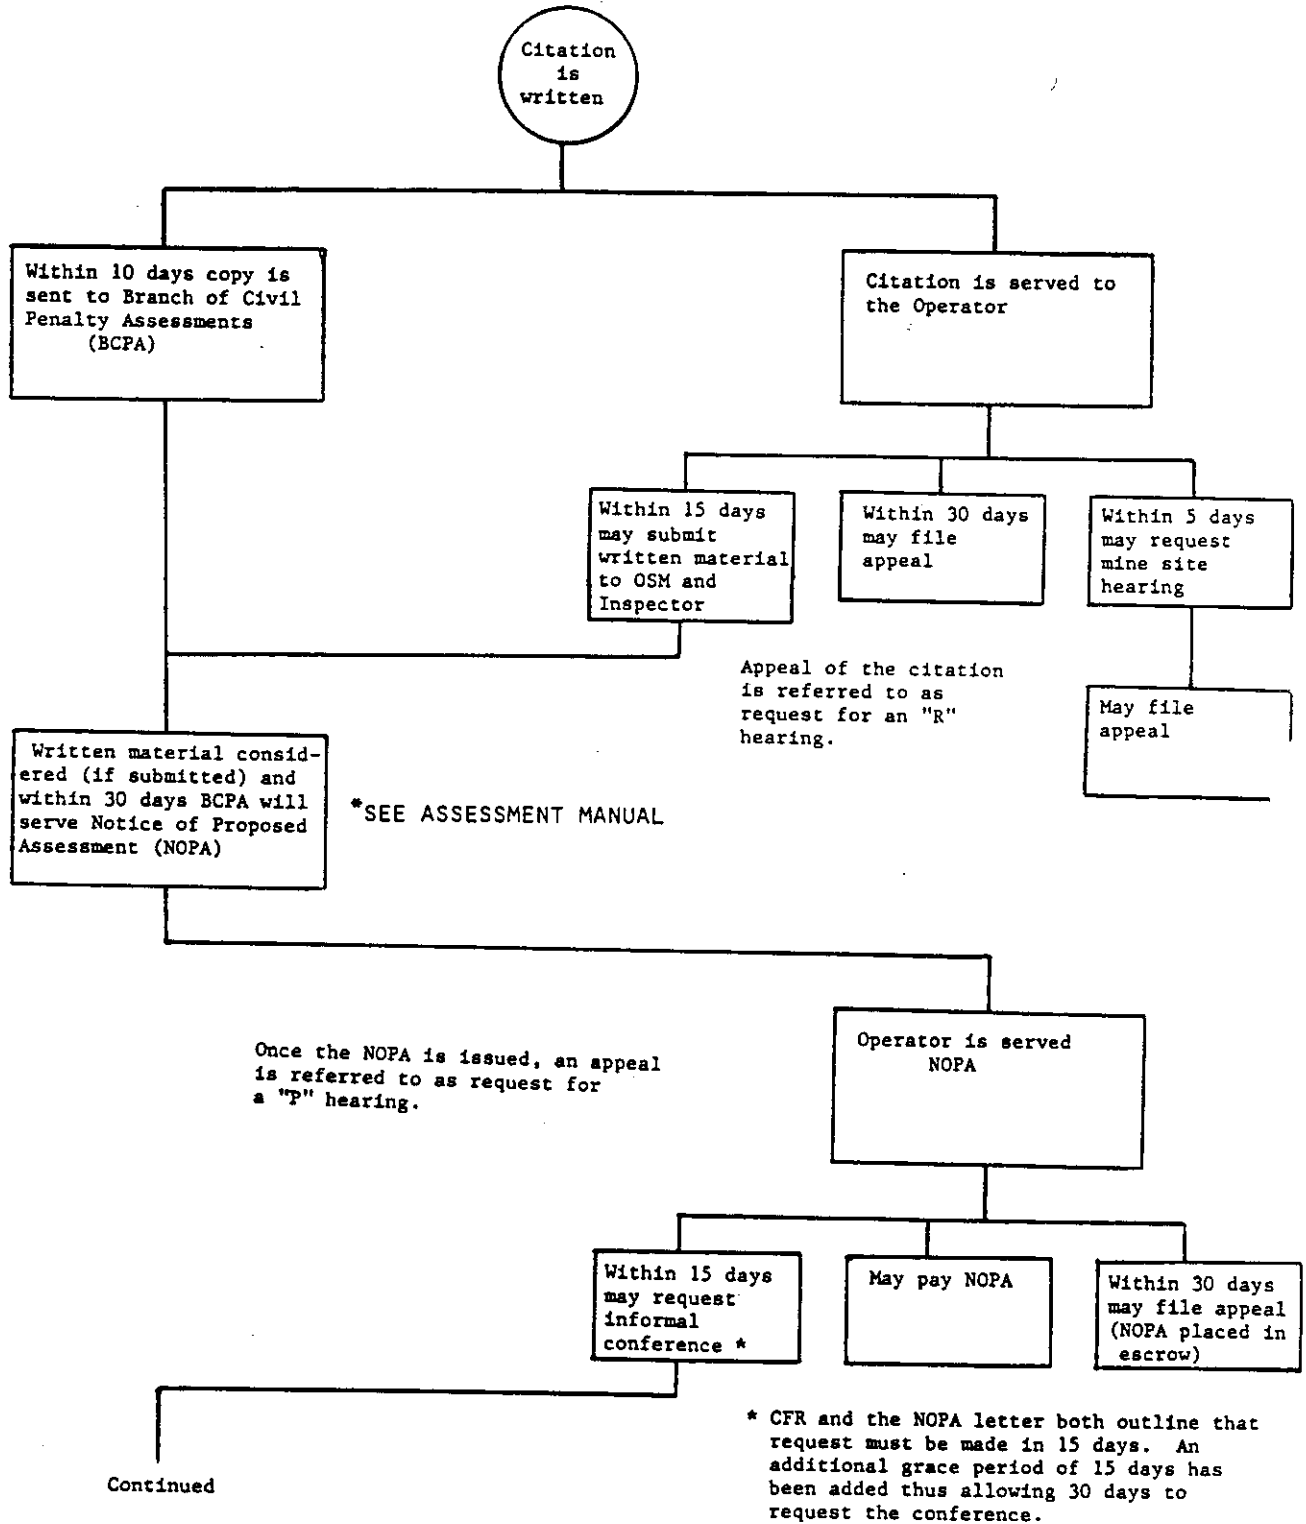 Citation
is
written
Within 10 days copy is
sent to Branch of Civil
Penalty Assessments
(BCPA)
Citation is served to
the Operator
Within 15 days
may submit
written material
to OSM and
Inspector
Within 30 days
may file
appeal
Within 5 days
may request
mine site
hearing
Appeal of the citation
is referred to as
request for an "R"
hearing.
May file
appeal
Written material consid-
ered (if submitted) and
within 30 days BCPA will
serve Notice of Proposed
Assessment (NOPA)
*SEE ASSESSMENT MANUAL
Once the NOPA is issued, an appeal
is referred to as request for
a "P" hearing.
Operator is served
NOPA
Within 15 days
may request
informal
conference *
May pay NOPA
Within 30 days
may file appeal
(NOPA placed in
escrow)
* CFR and the NOPA letter both outline that
request must be made in 15 days. An
additional grace period of 15 days has
been added thus allowing 30 days to
request the conference.
Continued